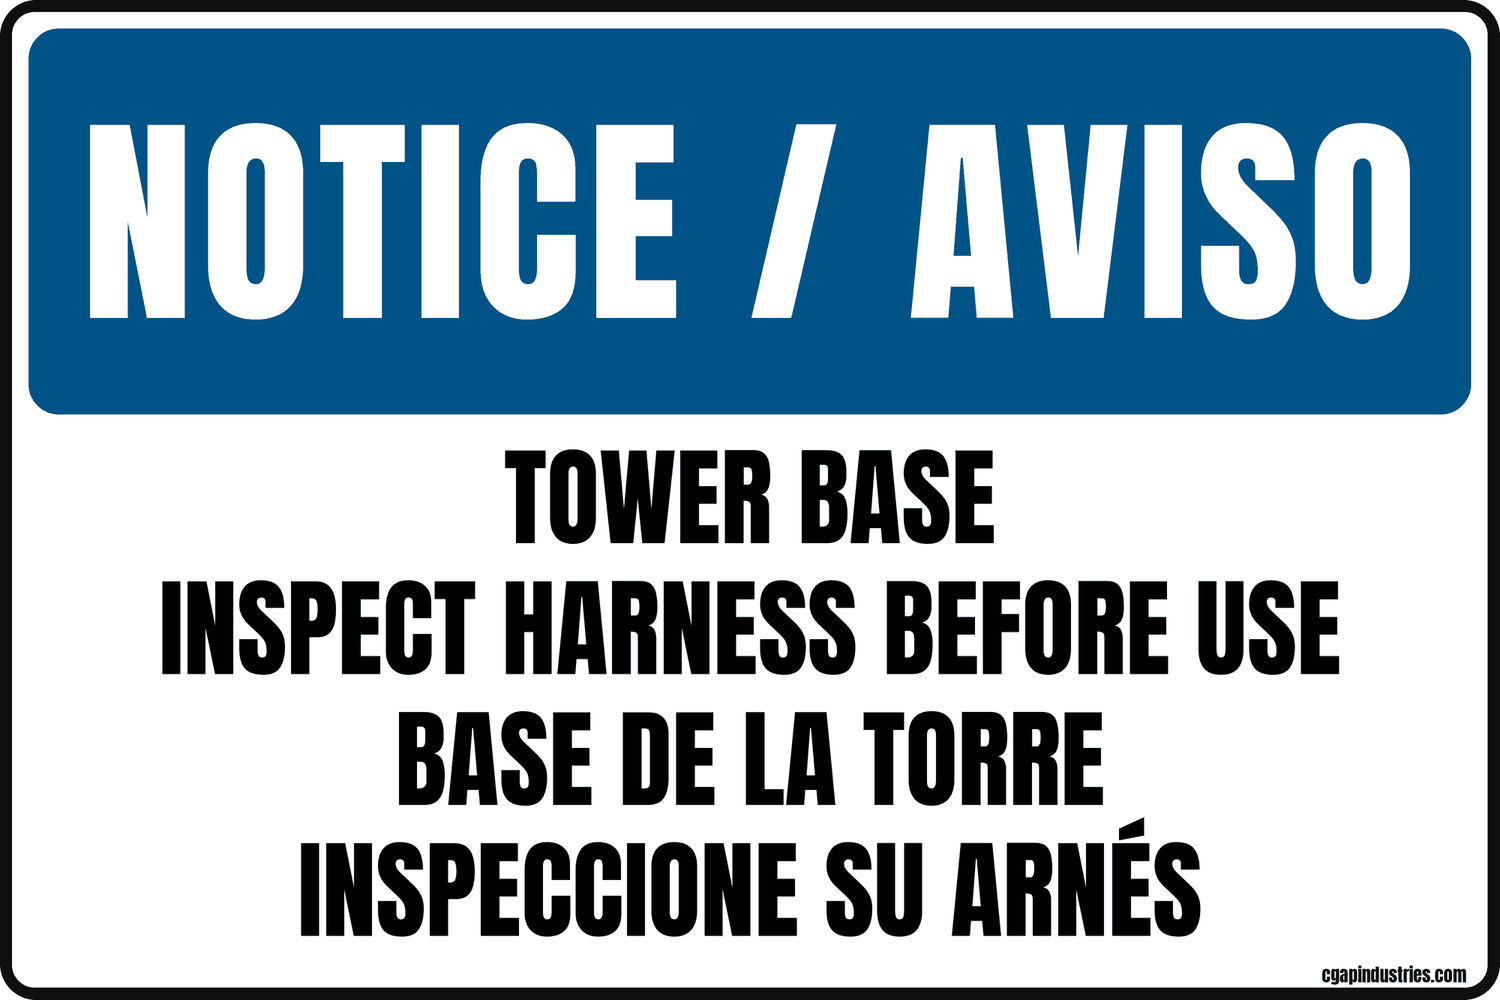 NOTICE / AVISO
TOWER BASE
INSPECT HARNESS BEFORE USE
BASE DE LA TORRE
INSPECCIONE SU ARNÉS
cgapindustries.com